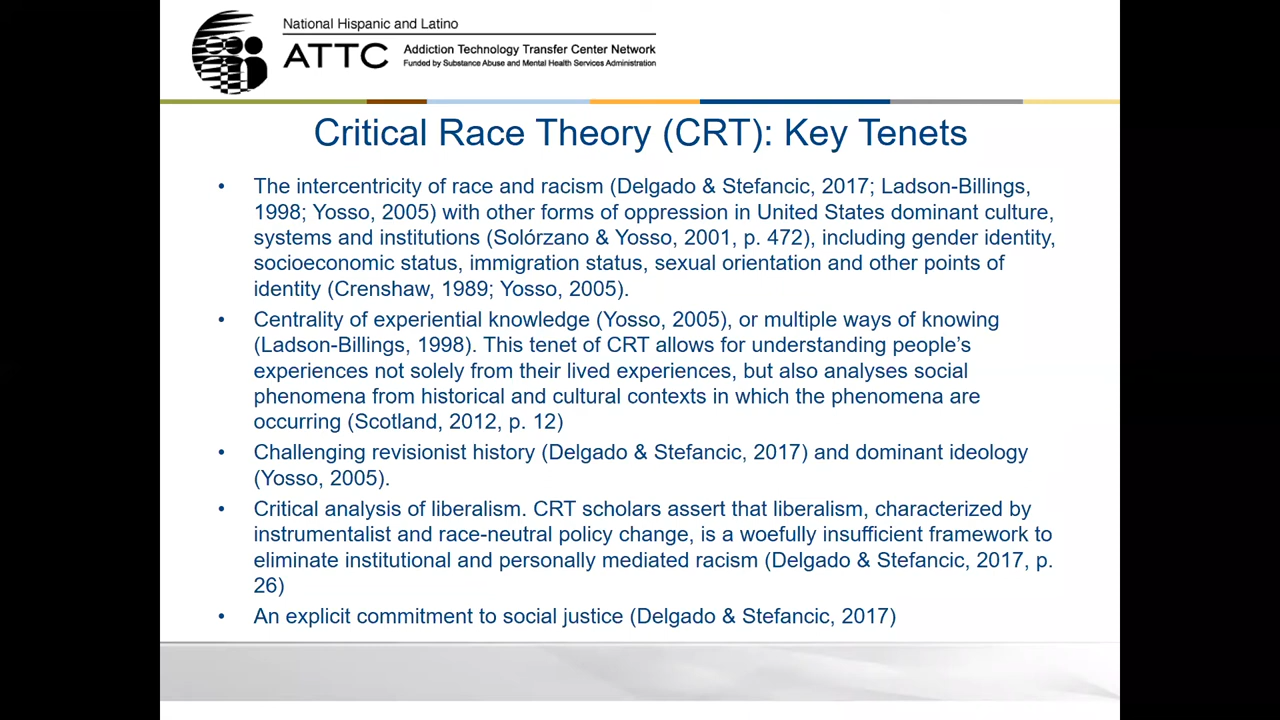 National Hispanic and Latino
ATTC
Addiction Technology Transfer Center Network
Funded by Substance Abuse and Mental Health Services Administration
Critical Race Theory (CRT): Key Tenets
• The intercentricity of race and racism (Delgado & Stefancic, 2017; Ladson-Billings,
1998; Yosso, 2005) with other forms of oppression in United States dominant culture,
systems and institutions (Solórzano & Yosso, 2001, p. 472), including gender identity,
socioeconomic status, immigration status, sexual orientation and other points of
identity (Crenshaw, 1989; Yosso, 2005).
• Centrality of experiential knowledge (Yosso, 2005), or multiple ways of knowing
(Ladson-Billings, 1998). This tenet of CRT allows for understanding people’s
experiences not solely from their lived experiences, but also analyses social
phenomena from historical and cultural contexts in which the phenomena are
occurring (Scotland, 2012, p. 12)
• Challenging revisionist history (Delgado & Stefancic, 2017) and dominant ideology
(Yosso, 2005).
• Critical analysis of liberalism. CRT scholars assert that liberalism, characterized by
instrumentalist and race-neutral policy change, is a woefully insufficient framework to
eliminate institutional and personally mediated racism (Delgado & Stefancic, 2017, p.
26)
• An explicit commitment to social justice (Delgado & Stefancic, 2017)